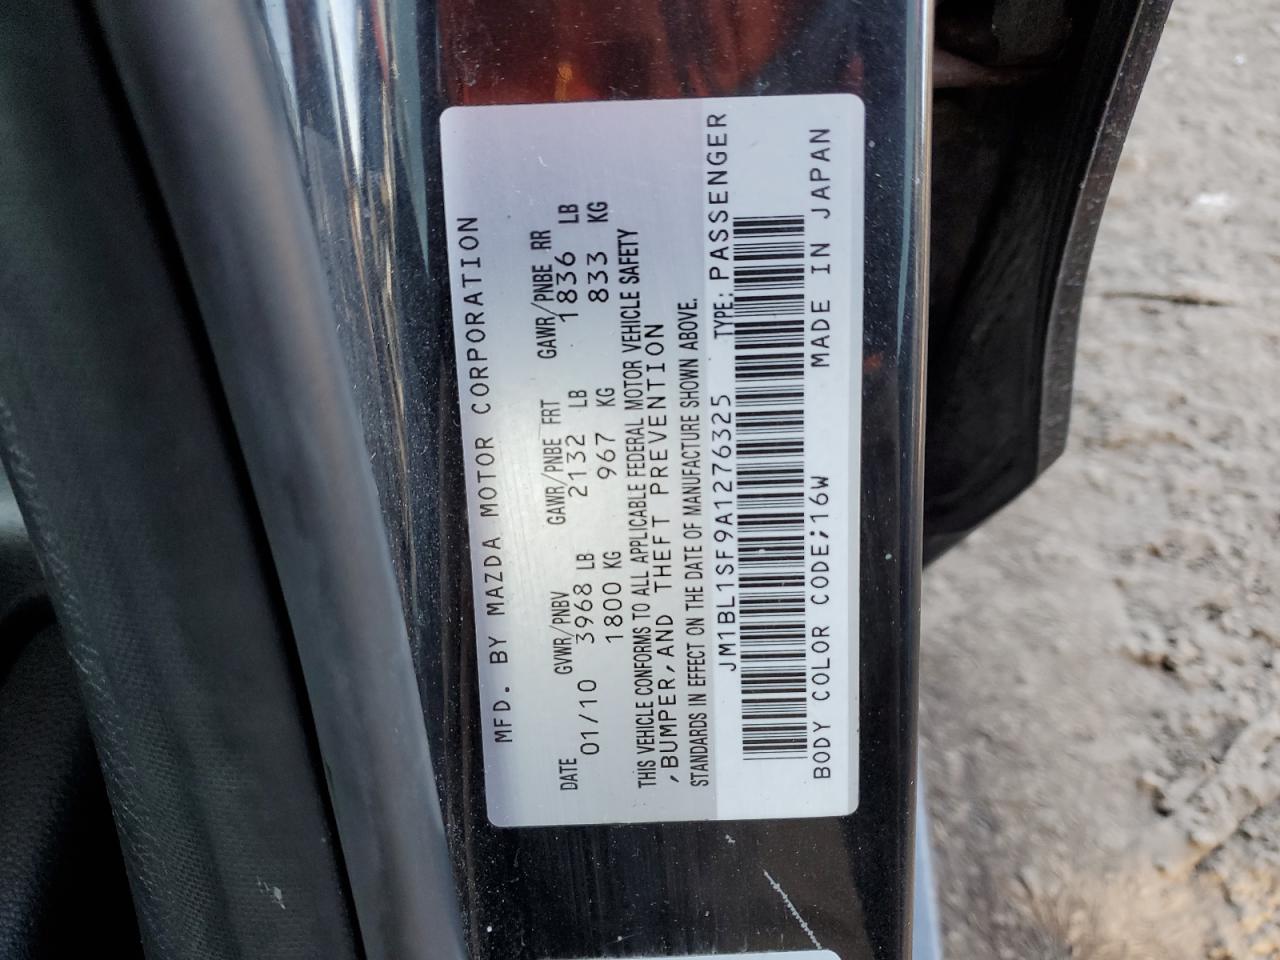 MFD. BY MAZDA MOTOR CORPORATION
DATE GVWR/PNBV GAWR/PNBE FRT GAWR/PNBE RR
01/10 3968 LB 2132 LB 1836 LB
1800 KG 967 KG 833 KG
THIS VEHICLE CONFORMS TO ALL APPLICABLE FEDERAL MOTOR VEHICLE SAFETY
,BUMPER,AND THEFT PREVENTION
STANDARDS IN EFFECT ON THE DATE OF MANUFACTURE SHOWN ABOVE.
JM1BL1SF9A1276325 TYPE: PASSENGER
BODY COLOR CODE;16W MADE IN JAPAN